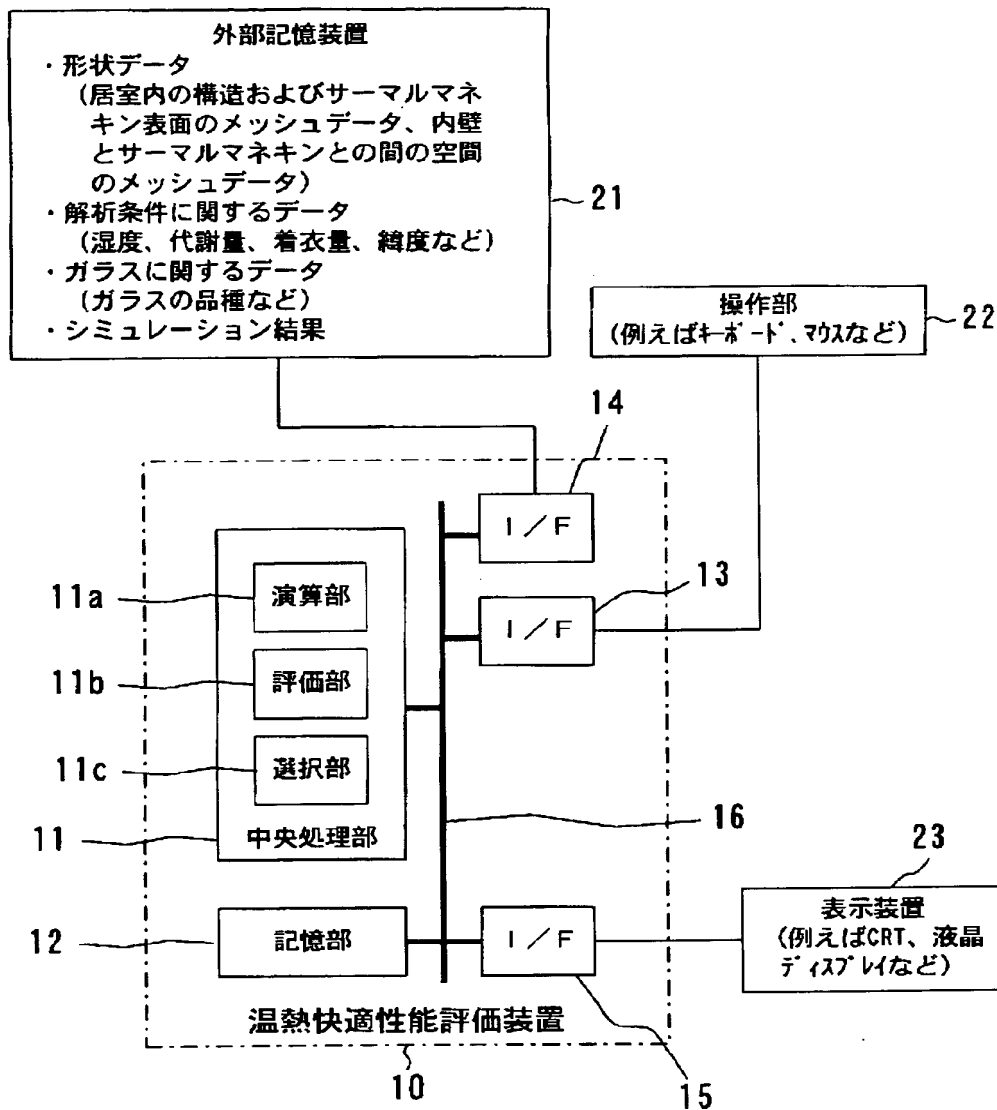 外部記憶装置
・形状データ
(居室内の構造およびサーマルマネ
キン表面のメッシュデータ、内壁
とサーマルマネキンとの間の空間
のメッシュデータ)
・解析条件に関するデータ
(湿度、代謝量、着衣量、緯度など)
・ガラスに関するデータ
(ガラスの品種など)
・シミュレーション結果
21
操作部
(例えばキーボード、マウスなど)
22
14
I/F
13
I/F
11a
演算部
11b
評価部
11c
選択部
11
中央処理部
16
12
記憶部
I/F
15
23
表示装置
(例えばCRT、液晶
ディスプレイなど)
温熱快適性能評価装置
10